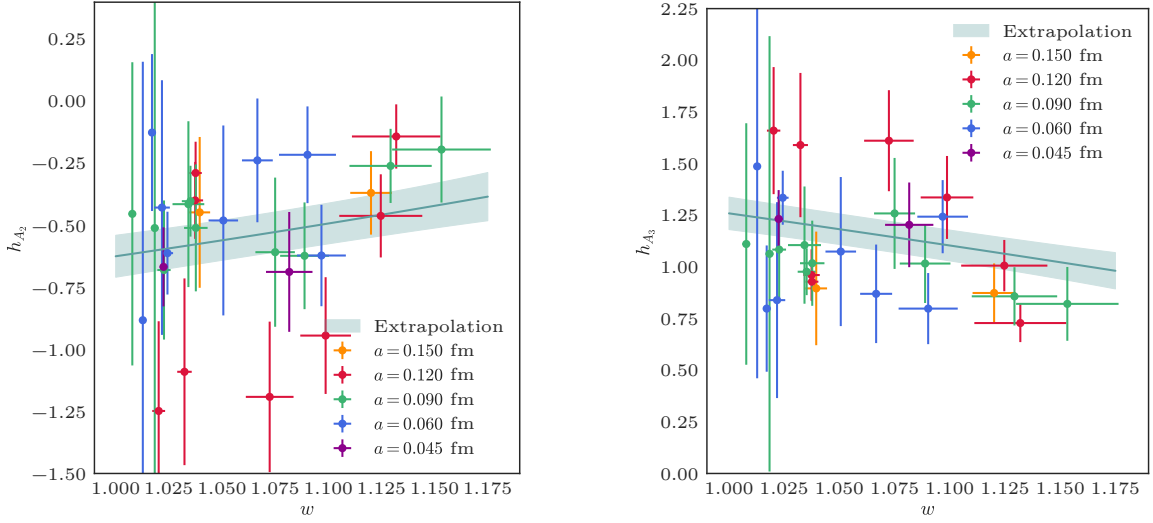 0.25
0.00
−0.25
−0.50
−0.75
−1.00
−1.25
−1.50
h_{A_2}
1.000 1.025 1.050 1.075 1.100 1.125 1.150 1.175
w
Extrapolation
a = 0.150 fm
a = 0.120 fm
a = 0.090 fm
a = 0.060 fm
a = 0.045 fm
2.25
2.00
1.75
1.50
1.25
1.00
0.75
0.50
0.25
0.00
h_{A_3}
1.000 1.025 1.050 1.075 1.100 1.125 1.150 1.175
w
Extrapolation
a = 0.150 fm
a = 0.120 fm
a = 0.090 fm
a = 0.060 fm
a = 0.045 fm